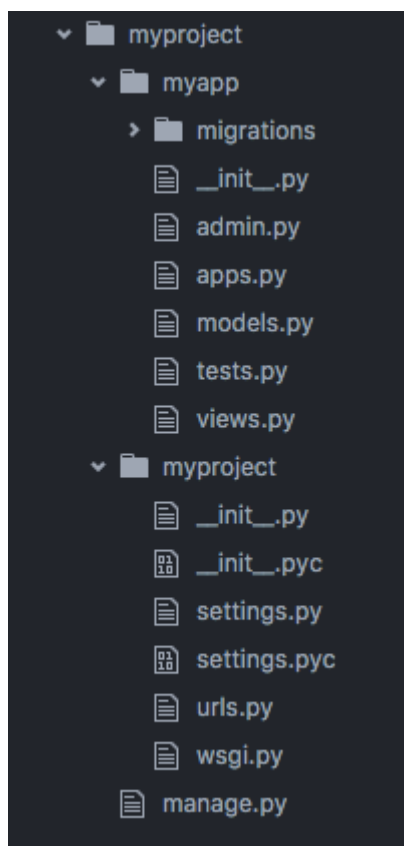 myproject
myapp
migrations
__init__.py
admin.py
apps.py
models.py
tests.py
views.py
myproject
__init__.py
__init__.pyc
settings.py
settings.pyc
urls.py
wsgi.py
manage.py